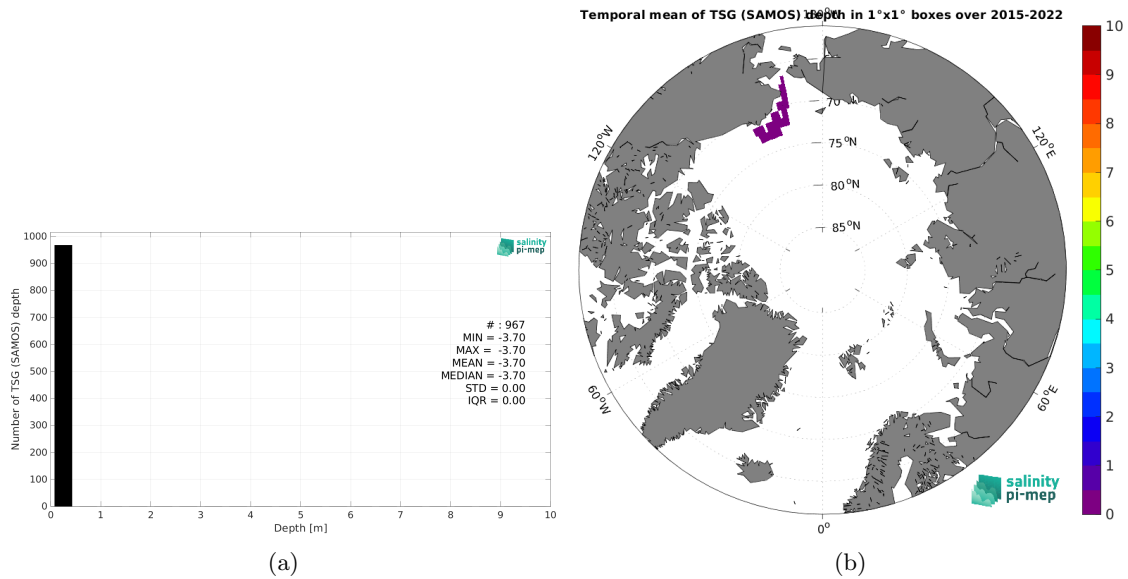 1000
900
800
700
600
500
400
300
200
100
0
Number of TSG (SAMOS) depth
0 1 2 3 4 5 6 7 8 9 10
Depth [m]
salinity
pi-mep
# : 967
MIN = -3.70
MAX = -3.70
MEAN = -3.70
MEDIAN = -3.70
STD = 0.00
IQR = 0.00
(a)
Temporal mean of TSG (SAMOS) depth in 1°x1° boxes over 2015-2022
180°W
120°W
120°E
70°N
75°N
80°N
85°N
60°W
60°E
0°
salinity
pi-mep
10
9
8
7
6
5
4
3
2
1
0
(b)